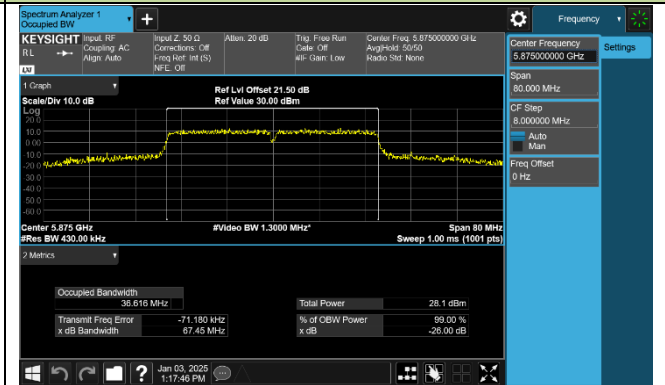 Spectrum Analyzer 1
Occupied BW
+
Frequency
KEYSIGHT
RL
LXI
Input: RF
Coupling: AC
Align: Auto
Input Z: 50 Ω
Corrections: Off
Freq Ref: Int (S)
NFE: Off
Atten: 20 dB
Trig: Free Run
Gate: Off
#IF Gain: Low
Center Freq: 5.875000000 GHz
Avg|Hold: 50/50
Radio Std: None
Center Frequency
5.875000000 GHz
Settings
Span
80.000 MHz
CF Step
8.000000 MHz
Auto
Man
Freq Offset
0 Hz
1 Graph
Scale/Div 10.0 dB
Ref Lvl Offset 21.50 dB
Ref Value 30.00 dBm
Log
20.0
10.0
0.00
-10.0
-20.0
-30.0
-40.0
-50.0
-60.0
Center 5.875 GHz
#Video BW 1.3000 MHz*
Span 80 MHz
#Res BW 430.00 kHz
Sweep 1.00 ms (1001 pts)
2 Metrics
Occupied Bandwidth
36.616 MHz
Total Power 28.1 dBm
Transmit Freq Error -71.180 kHz
% of OBW Power 99.00 %
x dB Bandwidth 67.45 MHz
x dB -26.00 dB
?
Jan 03, 2025
1:17:46 PM